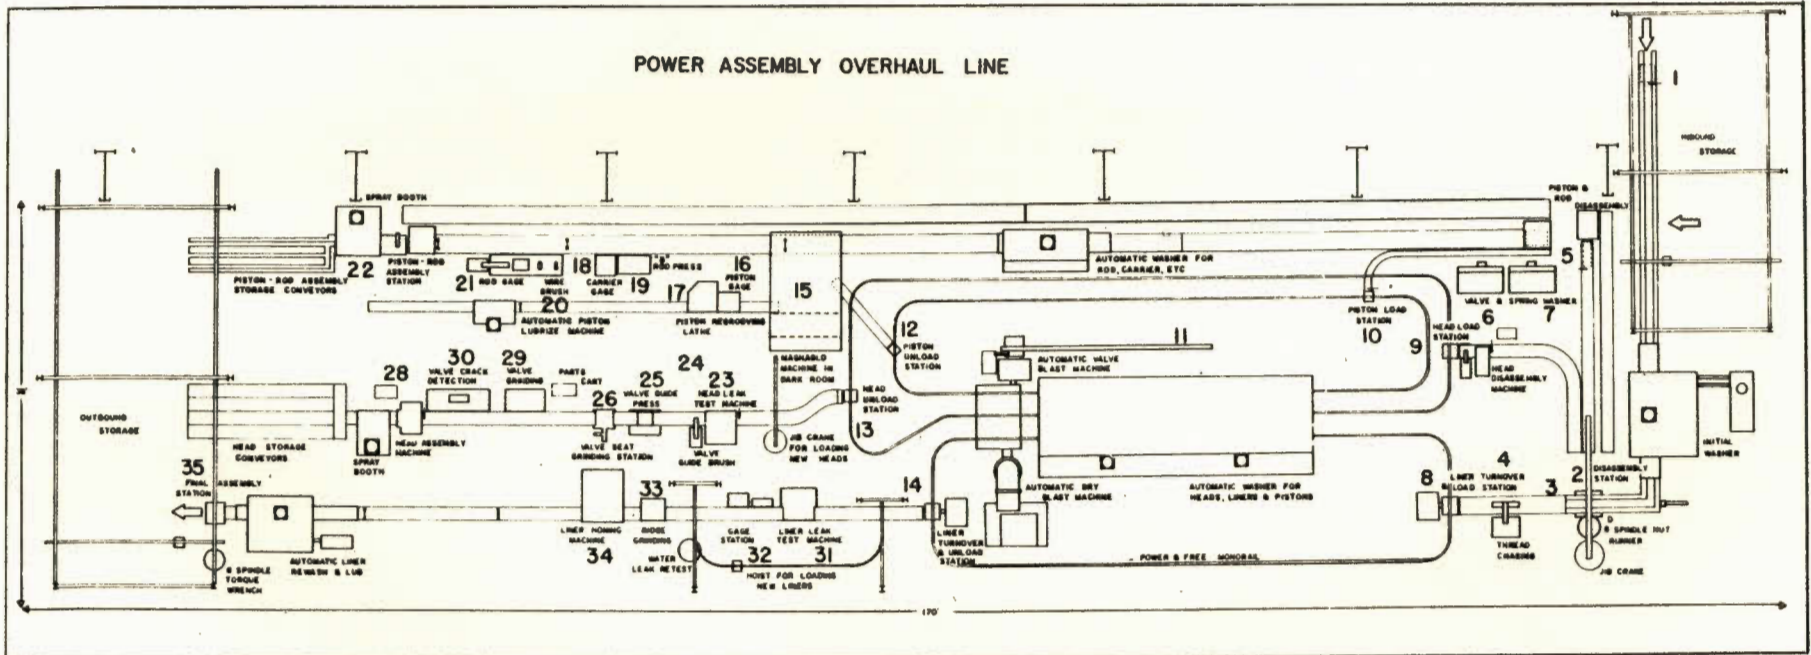 POWER ASSEMBLY OVERHAUL LINE
1
INBOUND
STORAGE
PISTON &
ROD
DISASSEMBLY
SPRAY BOOTH
22
PISTON - ROD ASSEMBLY
STORAGE CONVEYORS
PISTON - ROD
ASSEMBLY
STATION
21
ROD GAGE
WIRE
BRUSH
20
18
CARRIER
GAGE
19
ROD PRESS
17
16
PISTON
GAGE
15
AUTOMATIC WASHER FOR
ROD, CARRIER, ETC
5
VALVE & SPRING WASHER
6
7
AUTOMATIC PISTON
LUBRIZE MACHINE
PISTON REGROOVING
LATHE
MAGNAGLO
MACHINE IN
DARK ROOM
12
PISTON
UNLOAD
STATION
11
AUTOMATIC VALVE
BLAST MACHINE
PISTON LOAD
STATION
10
9
HEAD LOAD
STATION
HEAD
DISASSEMBLY
MACHINE
28
30
VALVE CRACK
DETECTION
29
VALVE
GRINDING
PARTS
CART
24
25
VALVE GUIDE
PRESS
23
HEAD LEAK
TEST MACHINE
26
HEAD
UNLOAD
STATION
13
OUTBOUND
STORAGE
HEAD STORAGE
CONVEYORS
SPRAY
BOOTH
HEAD ASSEMBLY
MACHINE
VALVE SEAT
GRINDING STATION
VALVE
GUIDE BRUSH
JIB CRANE
FOR LOADING
NEW HEADS
INITIAL
WASHER
35
FINAL ASSEMBLY
STATION
33
14
AUTOMATIC DRY
BLAST MACHINE
AUTOMATIC WASHER FOR
HEADS, LINERS & PISTONS
8
4
LINER TURNOVER
& LOAD STATION
3
2
DISASSEMBLY
STATION
8 SPINDLE NUT
RUNNER
THREAD
CHASING
JIB CRANE
8 SPINDLE
TORQUE
WRENCH
AUTOMATIC LINER
REWASH & LUB
LINER HONING
MACHINE
34
RIDGE
GRINDING
WATER
LEAK RETEST
GAGE
STATION
32
LINER LEAK
TEST MACHINE
31
HOIST FOR LOADING
NEW LINERS
LINER
TURNOVER
& UNLOAD
STATION
POWER & FREE MONORAIL
170'